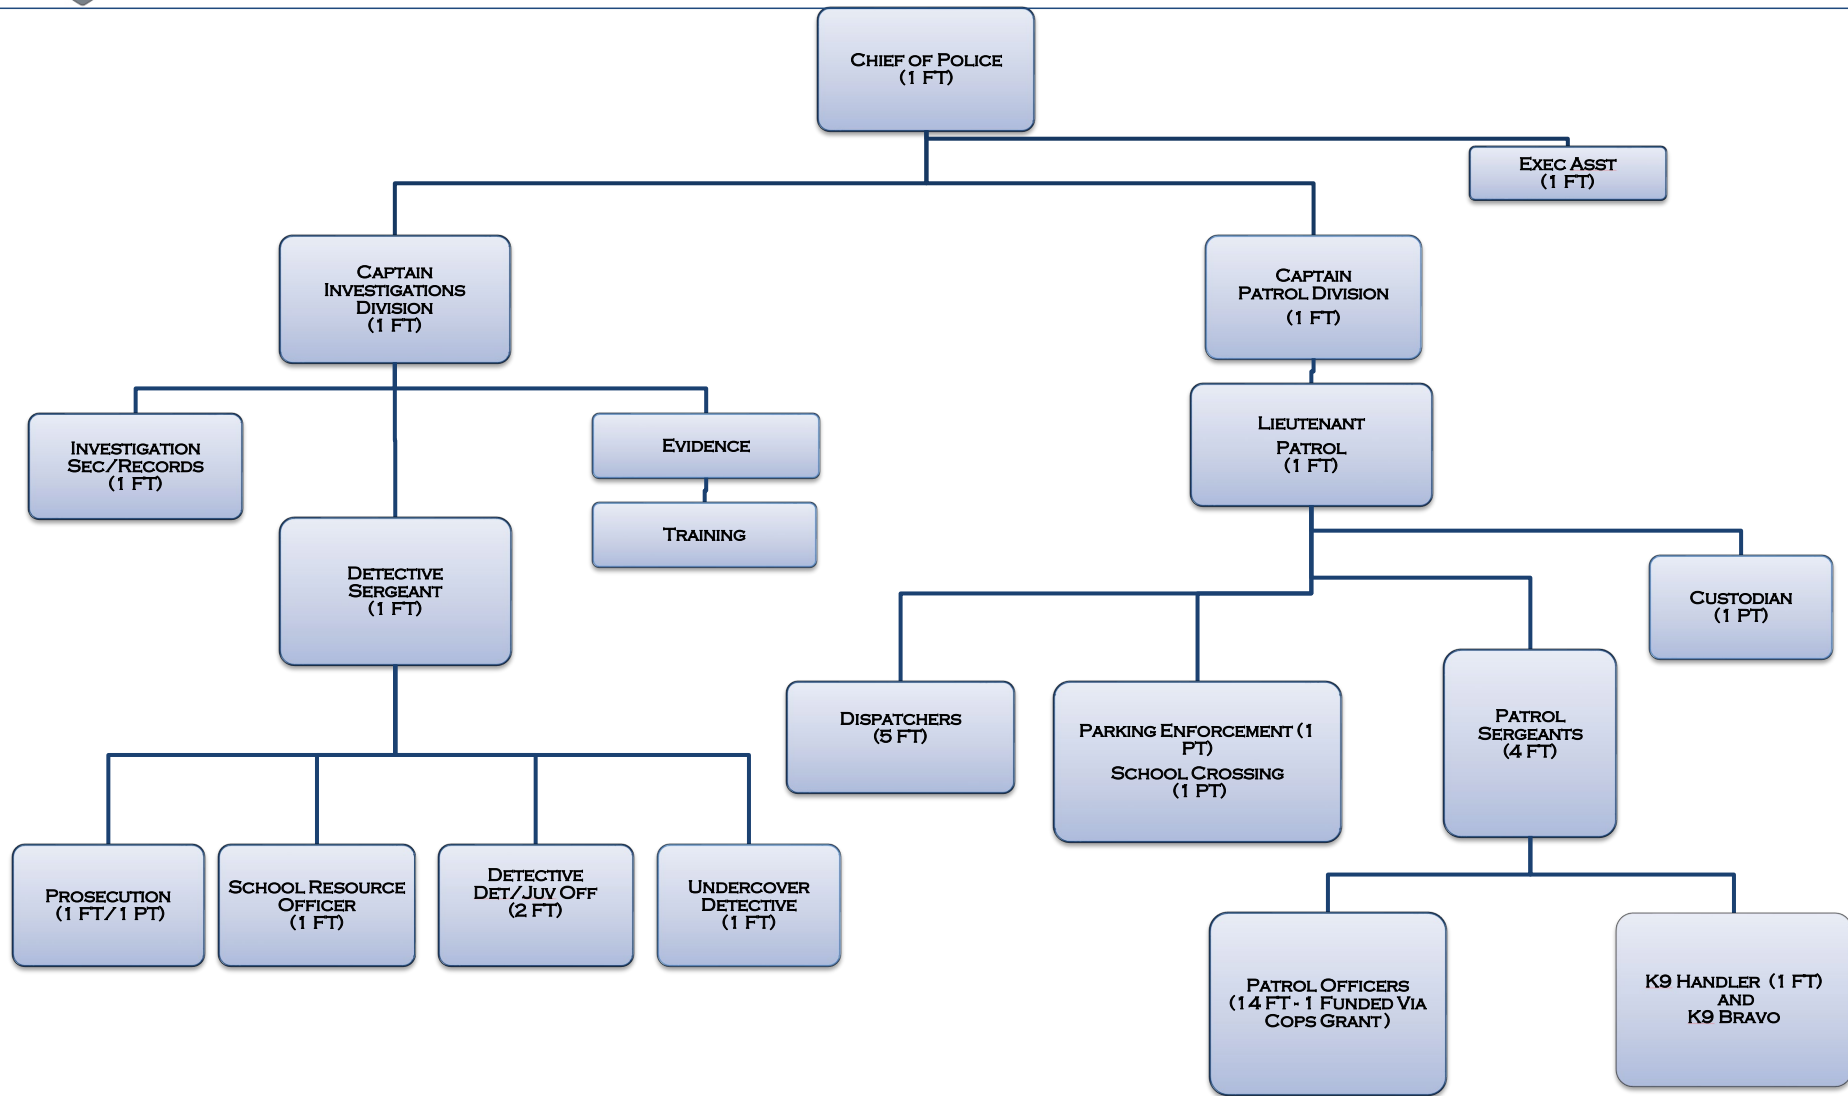 Chief of Police
(1 FT)
Exec Asst
(1 FT)
Captain
Investigations
Division
(1 FT)
Captain
Patrol Division
(1 FT)
Investigation
Sec/Records
(1 FT)
Evidence
Training
Lieutenant
Patrol
(1 FT)
Detective
Sergeant
(1 FT)
Custodian
(1 PT)
Dispatchers
(5 FT)
Parking Enforcement (1
PT)
School Crossing
(1 PT)
Patrol
Sergeants
(4 FT)
Prosecution
(1 FT/1 PT)
School Resource
Officer
(1 FT)
Detective
Det/Juv Off
(2 FT)
Undercover
Detective
(1 FT)
Patrol Officers
(14 FT - 1 Funded Via
Cops Grant)
K9 Handler (1 FT)
and
K9 Bravo